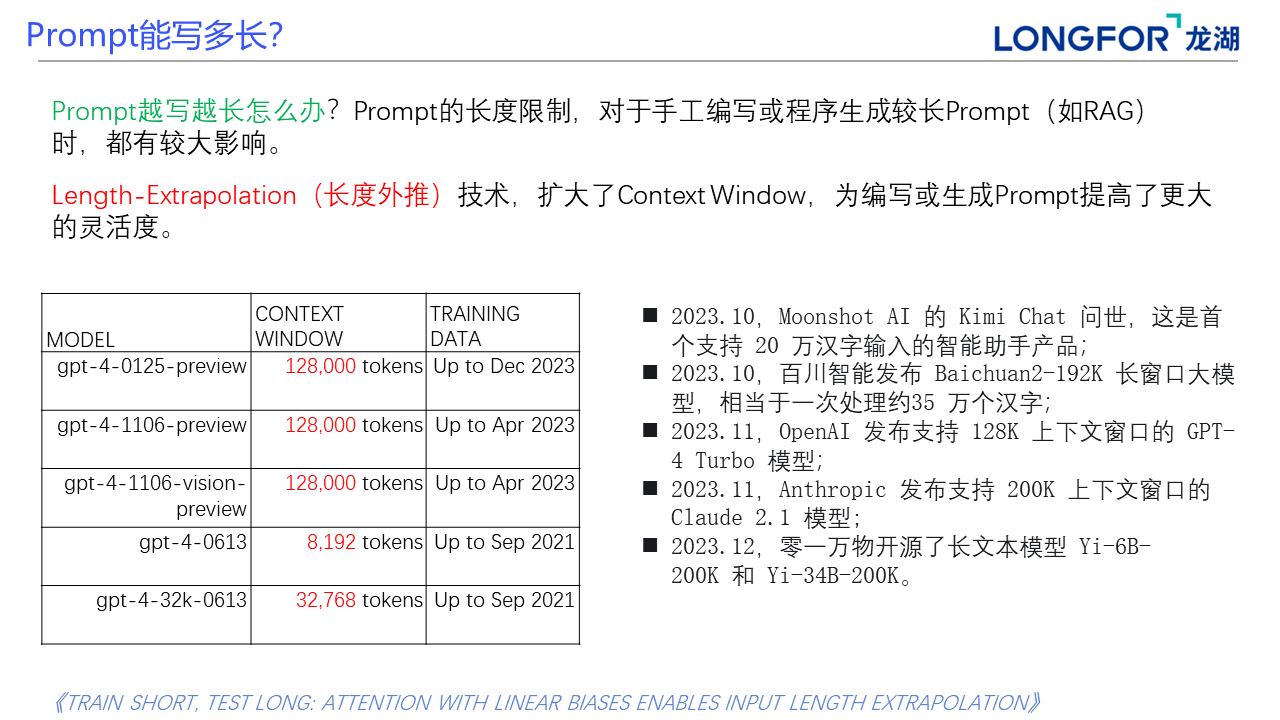 Prompt能写多长？
LONGFOR 龙湖
Prompt越写越长怎么办？Prompt的长度限制，对于手工编写或程序生成较长Prompt（如RAG）
时，都有较大影响。
Length-Extrapolation（长度外推）技术，扩大了Context Window，为编写或生成Prompt提高了更大
的灵活度。
MODEL CONTEXT WINDOW TRAINING DATA
gpt-4-0125-preview 128,000 tokens Up to Dec 2023
gpt-4-1106-preview 128,000 tokens Up to Apr 2023
gpt-4-1106-vision-preview 128,000 tokens Up to Apr 2023
gpt-4-0613 8,192 tokens Up to Sep 2021
gpt-4-32k-0613 32,768 tokens Up to Sep 2021
■ 2023.10，Moonshot AI 的 Kimi Chat 问世，这是首
个支持 20 万汉字输入的智能助手产品；
■ 2023.10，百川智能发布 Baichuan2-192K 长窗口大模
型，相当于一次处理约35 万个汉字；
■ 2023.11，OpenAI 发布支持 128K 上下文窗口的 GPT-
4 Turbo 模型；
■ 2023.11，Anthropic 发布支持 200K 上下文窗口的
Claude 2.1 模型；
■ 2023.12，零一万物开源了长文本模型 Yi-6B-
200K 和 Yi-34B-200K。
《TRAIN SHORT, TEST LONG: ATTENTION WITH LINEAR BIASES ENABLES INPUT LENGTH EXTRAPOLATION》